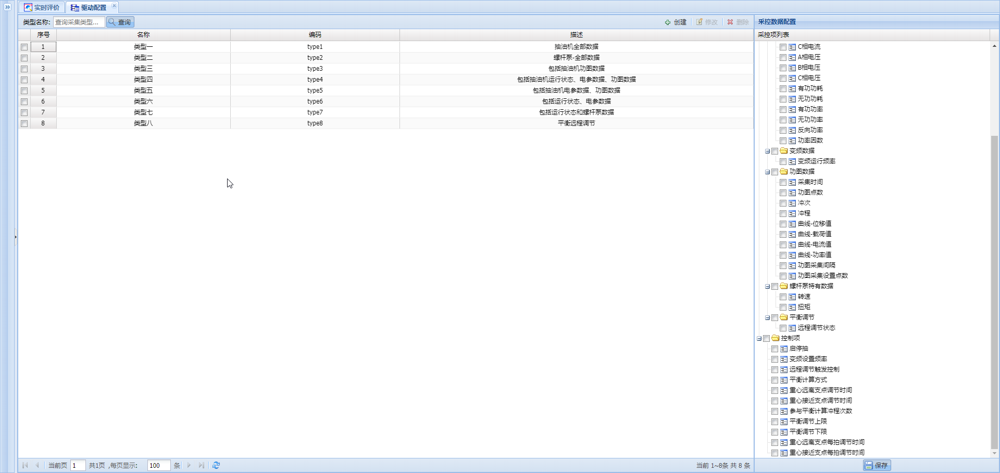 实时评价
驱动配置
类型名称: 查询采集类型... 查询 创建 修改 删除
采控数据配置
序号 名称 编码 描述
采控项列表
1 类型一 type1 抽油机全部数据
2 类型二 type2 螺杆泵-全部数据
3 类型三 type3 包括抽油机功图数据
4 类型四 type4 包括抽油机运行状态、电参数据、功图数据
5 类型五 type5 包括抽油机电参数据、功图数据
6 类型六 type6 包括运行状态、电参数据
7 类型七 type7 包括运行状态和螺杆泵数据
8 类型八 type8 平衡远程调节
C相电流
A相电压
B相电压
C相电压
有功功耗
无功功耗
有功功率
无功功率
反向功率
功率因数
变频数据
变频运行频率
功图数据
采集时间
功图点数
冲次
冲程
曲线-位移值
曲线-载荷值
曲线-电流值
曲线-功率值
功图采集间隔
功图采集设置点数
螺杆泵特有数据
转速
扭矩
平衡调节
远程调节状态
控制项
启停抽
变频设置频率
远程调节触发控制
平衡计算方式
重心远离支点调节时间
重心接近支点调节时间
参与平衡计算冲程次数
平衡调节上限
平衡调节下限
重心远离支点每拍调节时间
重心接近支点每拍调节时间
当前页 1 共1页 ,每页显示: 100 条 当前 1~8条 共 8 条
保存